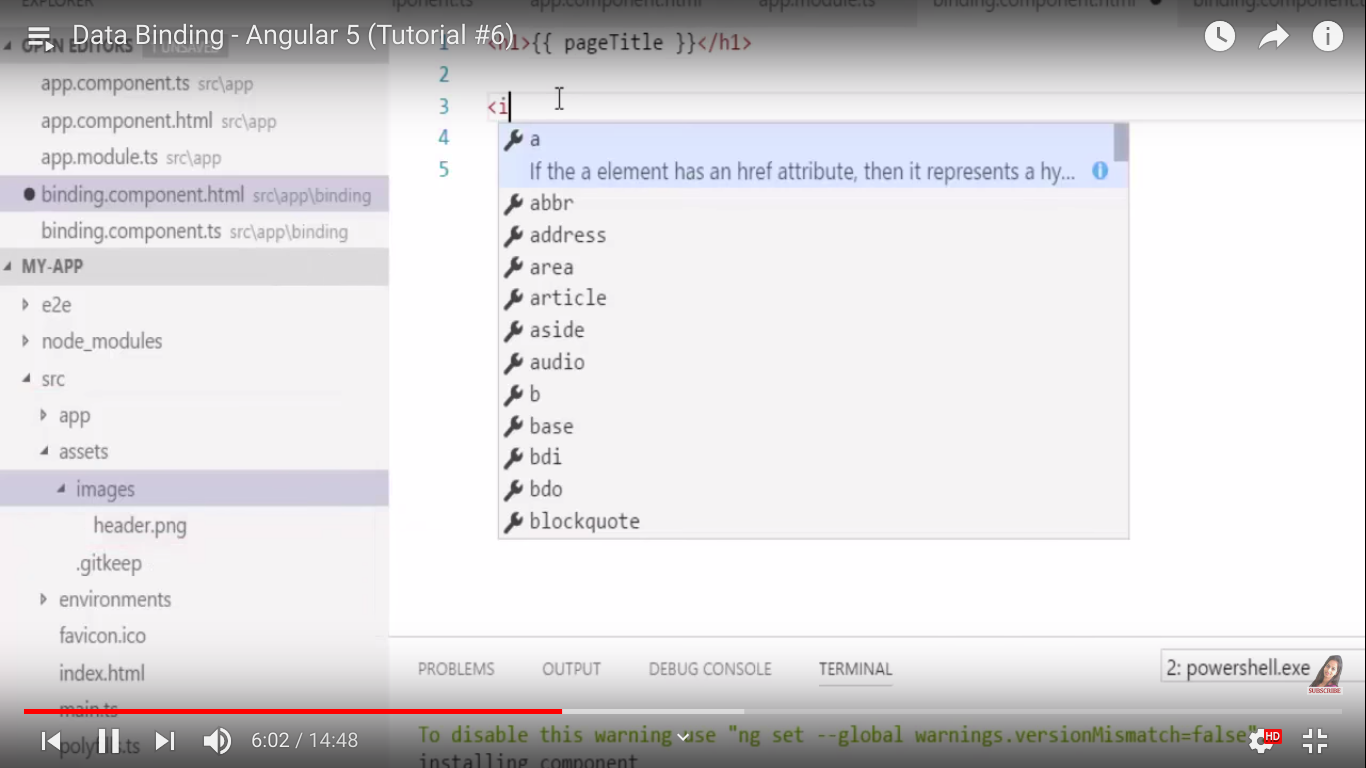 Data Binding - Angular 5 (Tutorial #6)
EXPLORER
OPEN EDITORS 1 UNSAVED
app.component.ts src\app
app.component.html src\app
app.module.ts src\app
binding.component.html src\app\binding
binding.component.ts src\app\binding
MY-APP
e2e
node_modules
src
app
assets
images
header.png
.gitkeep
environments
favicon.ico
index.html
main.ts
polyfills.ts
app.component.html app.module.ts binding.component.html
1 <h1>{{ pageTitle }}</h1>
2
3 <i
4
5
a
If the a element has an href attribute, then it represents a hy...
abbr
address
area
article
aside
audio
b
base
bdi
bdo
blockquote
PROBLEMS OUTPUT DEBUG CONSOLE TERMINAL 2: powershell.exe
SUBSCRIBE
To disable this warning use "ng set --global warnings.versionMismatch=false"
installing component
6:02 / 14:48
HD